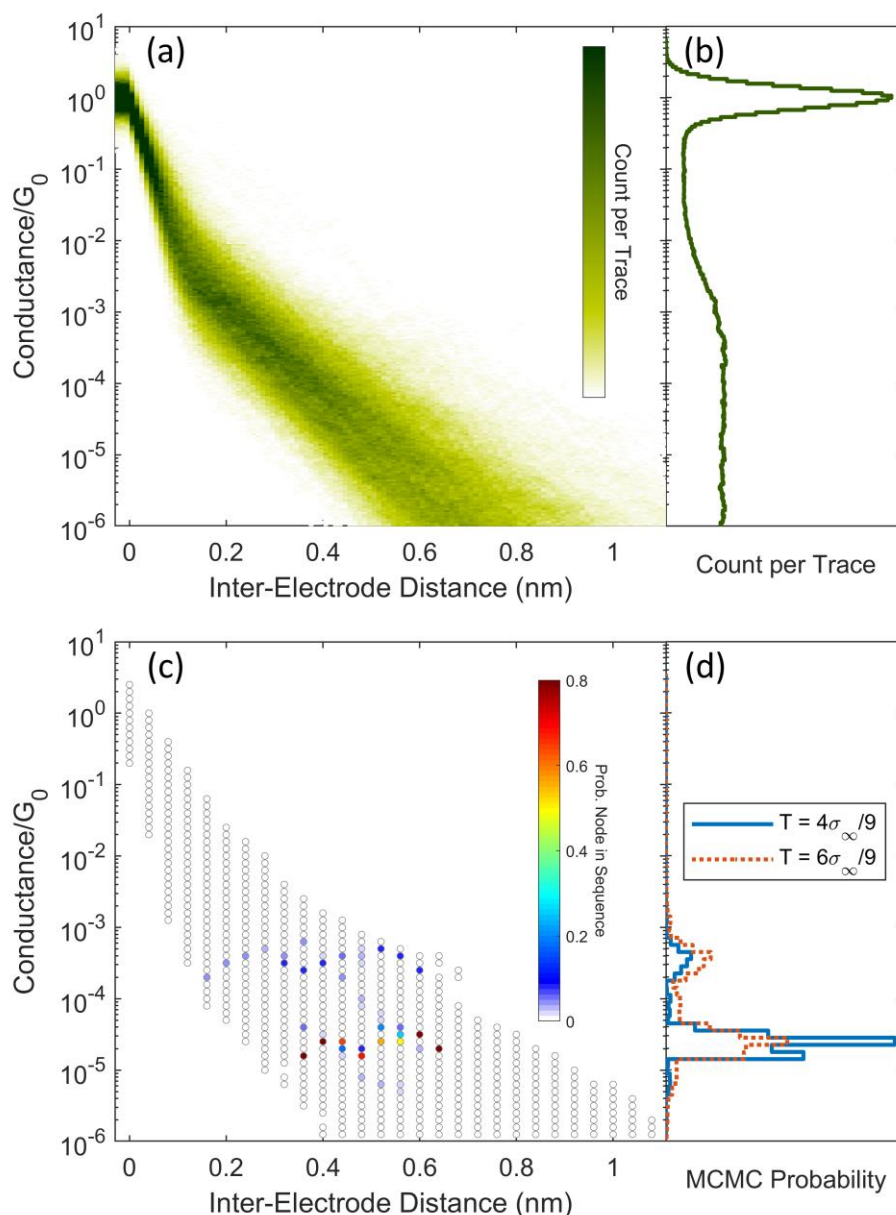 (a)
(b)
10^1
10^0
10^-1
10^-2
10^-3
10^-4
10^-5
10^-6
Conductance/G_0
Count per Trace
0 0.2 0.4 0.6 0.8 1
Inter-Electrode Distance (nm)
Count per Trace
(c)
(d)
10^1
10^0
10^-1
10^-2
10^-3
10^-4
10^-5
10^-6
Conductance/G_0
0.8
0.6
0.4
0.2
0
Prob. Node in Sequence
T = 4σ_∞/9
T = 6σ_∞/9
0 0.2 0.4 0.6 0.8 1
Inter-Electrode Distance (nm)
MCMC Probability